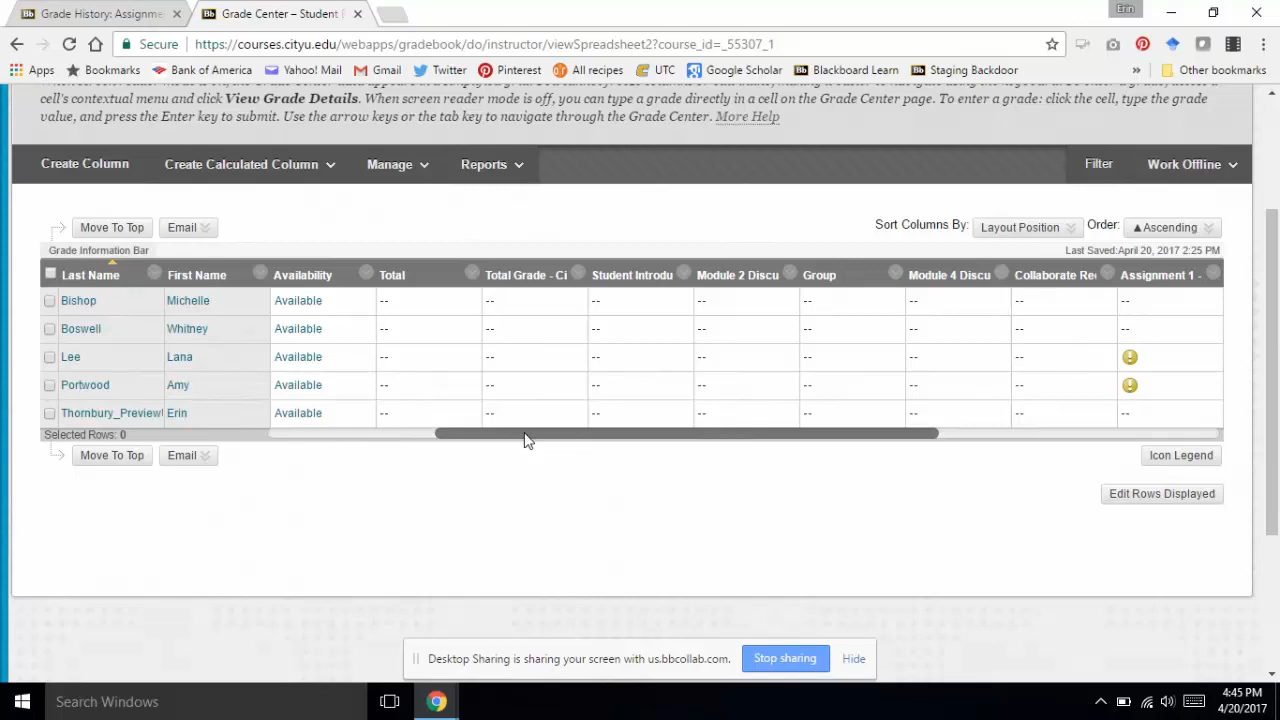 Bb Grade History: Assignme
Bb Grade Center – Student
Erin
Secure https://courses.cityu.edu/webapps/gradebook/do/instructor/viewSpreadsheet2?course_id=_55307_1
Apps Bookmarks Bank of America Yahoo! Mail Gmail Twitter Pinterest All recipes UTC Google Scholar Blackboard Learn Staging Backdoor » Other bookmarks
cell's contextual menu and click View Grade Details. When screen reader mode is off, you can type a grade directly in a cell on the Grade Center page. To enter a grade: click the cell, type the grade
value, and press the Enter key to submit. Use the arrow keys or the tab key to navigate through the Grade Center. More Help
Create Column Create Calculated Column Manage Reports Filter Work Offline
Move To Top Email Sort Columns By: Layout Position Order: ▲Ascending
Grade Information Bar Last Saved:April 20, 2017 2:25 PM
Last Name First Name Availability Total Total Grade - Ci Student Introdu Module 2 Discu Group Module 4 Discu Collaborate Re Assignment 1 -
Bishop Michelle Available -- -- -- -- -- -- -- --
Boswell Whitney Available -- -- -- -- -- -- -- --
Lee Lana Available -- -- -- -- -- -- --
Portwood Amy Available -- -- -- -- -- -- --
Thornbury_Preview Erin Available -- -- -- -- -- -- -- --
Selected Rows: 0
Move To Top Email Icon Legend
Edit Rows Displayed
Desktop Sharing is sharing your screen with us.bbcollab.com. Stop sharing Hide
Search Windows
4:45 PM
4/20/2017